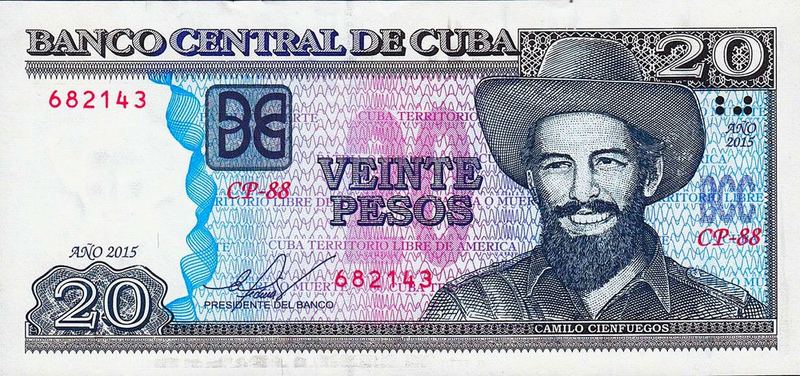 BANCO CENTRAL DE CUBA 20
682143
AÑO
2015
CUBA TERRITORIO
VEINTE
PESOS
CP-88
BCC
CP-88
CUBA TERRITORIO LIBRE DE AMERICA
AÑO 2015
682143
20
PRESIDENTE DEL BANCO
CAMILO CIENFUEGOS